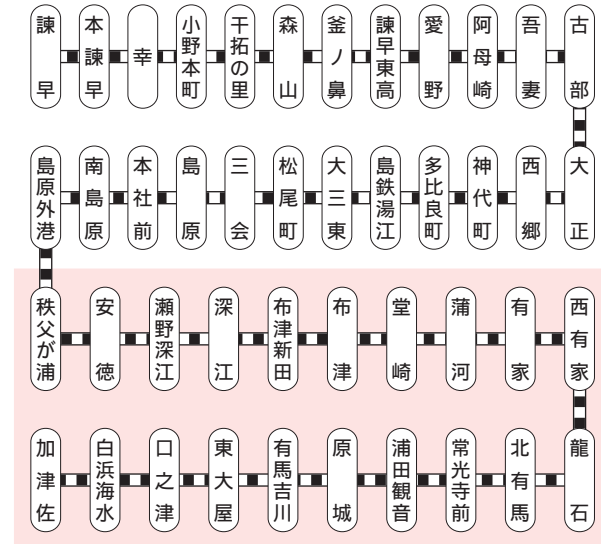 諫早
本諫早
幸
小野本町
干拓の里
森山
釜ノ鼻
諫早東高
愛野
阿母崎
吾妻
古部
大正
西郷
神代町
多比良町
島鉄湯江
大三東
松尾町
三会
島原
本社前
南島原
島原外港
秩父が浦
安徳
瀬野深江
深江
布津新田
布津
堂崎
蒲河
有家
西有家
龍石
北有馬
常光寺前
浦田観音
原城
有馬吉川
東大屋
口之津
白浜海水
加津佐